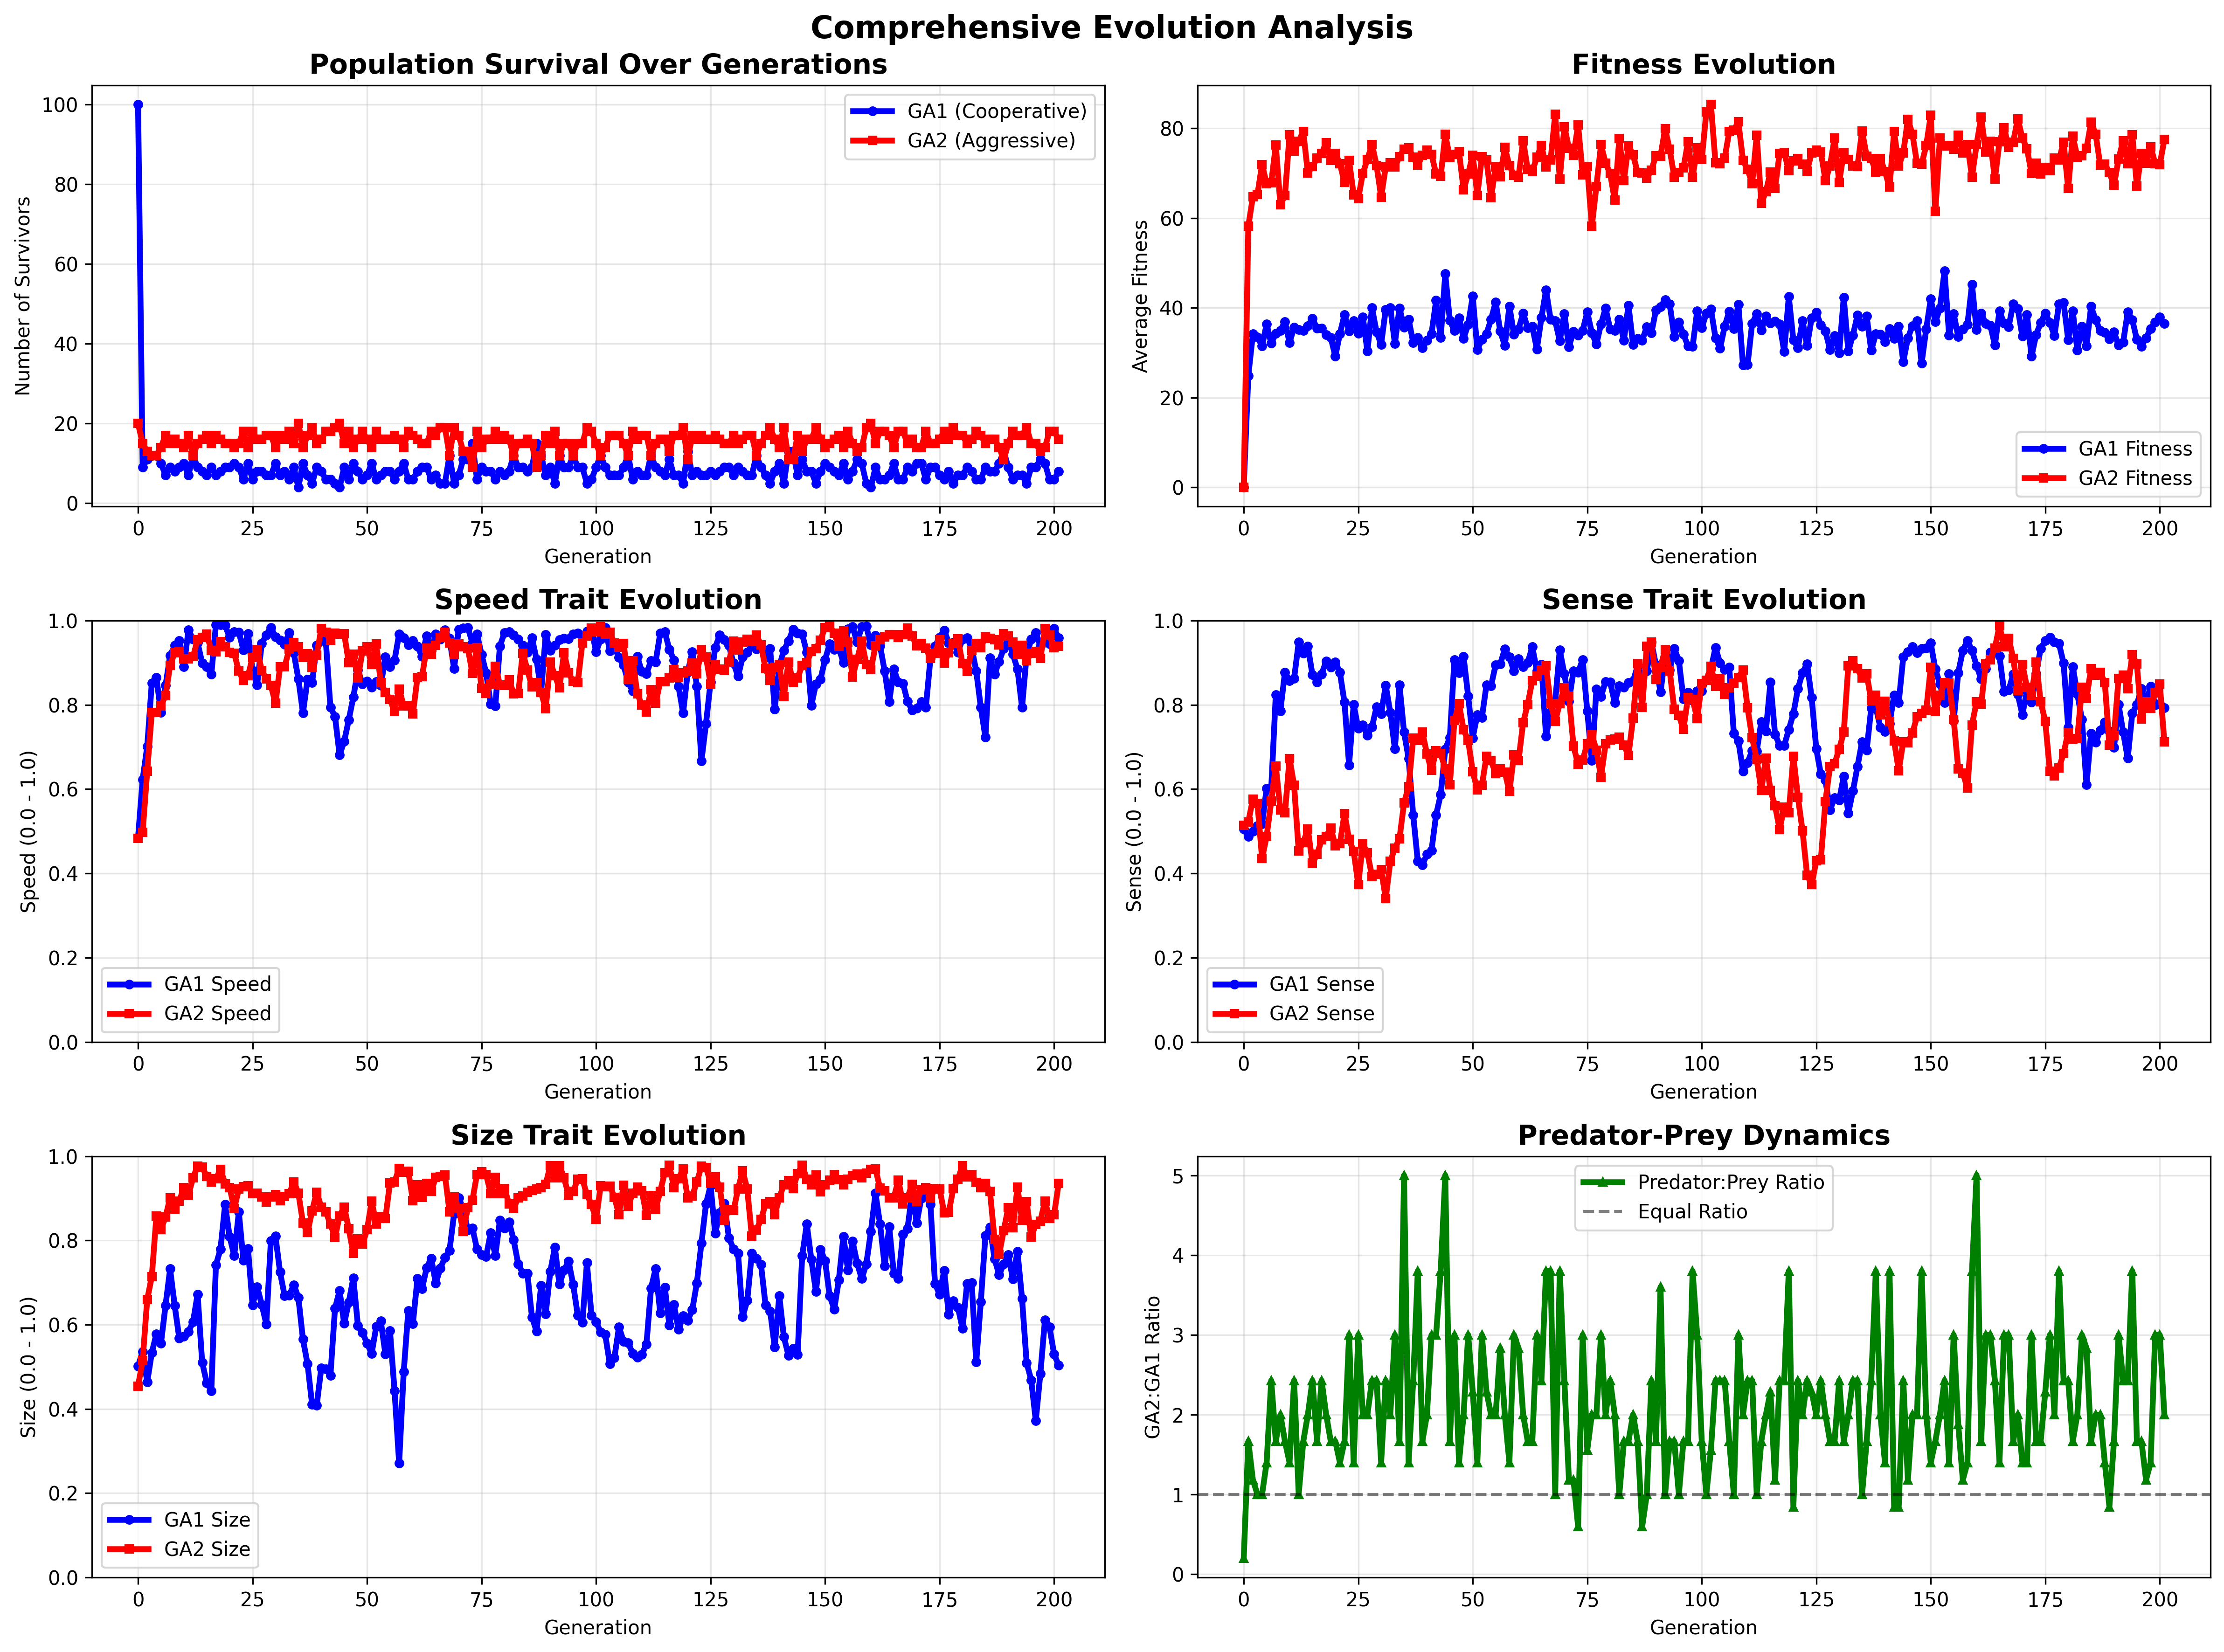 Comprehensive Evolution Analysis
Population Survival Over Generations
Number of Survivors
100
80
60
40
20
0
GA1 (Cooperative)
GA2 (Aggressive)
0 25 50 75 100 125 150 175 200
Generation
Fitness Evolution
Average Fitness
80
60
40
20
0
GA1 Fitness
GA2 Fitness
0 25 50 75 100 125 150 175 200
Generation
Speed Trait Evolution
Speed (0.0 - 1.0)
1.0
0.8
0.6
0.4
0.2
0.0
GA1 Speed
GA2 Speed
0 25 50 75 100 125 150 175 200
Generation
Sense Trait Evolution
Sense (0.0 - 1.0)
1.0
0.8
0.6
0.4
0.2
0.0
GA1 Sense
GA2 Sense
0 25 50 75 100 125 150 175 200
Generation
Size Trait Evolution
Size (0.0 - 1.0)
1.0
0.8
0.6
0.4
0.2
0.0
GA1 Size
GA2 Size
0 25 50 75 100 125 150 175 200
Generation
Predator-Prey Dynamics
GA2:GA1 Ratio
5
4
3
2
1
0
Predator:Prey Ratio
Equal Ratio
0 25 50 75 100 125 150 175 200
Generation